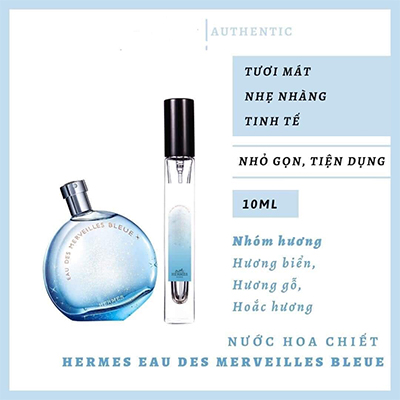 AUTHENTIC
TƯƠI MÁT
NHẸ NHÀNG
TINH TẾ
NHỎ GỌN, TIỆN DỤNG
10ML
Nhóm hương
Hương biển,
Hương gỗ,
Hoắc hương
EAU DES MERVEILLES BLEUE
HERMÈS
HERMÈS
NƯỚC HOA CHIẾT
HERMES EAU DES MERVEILLES BLEUE